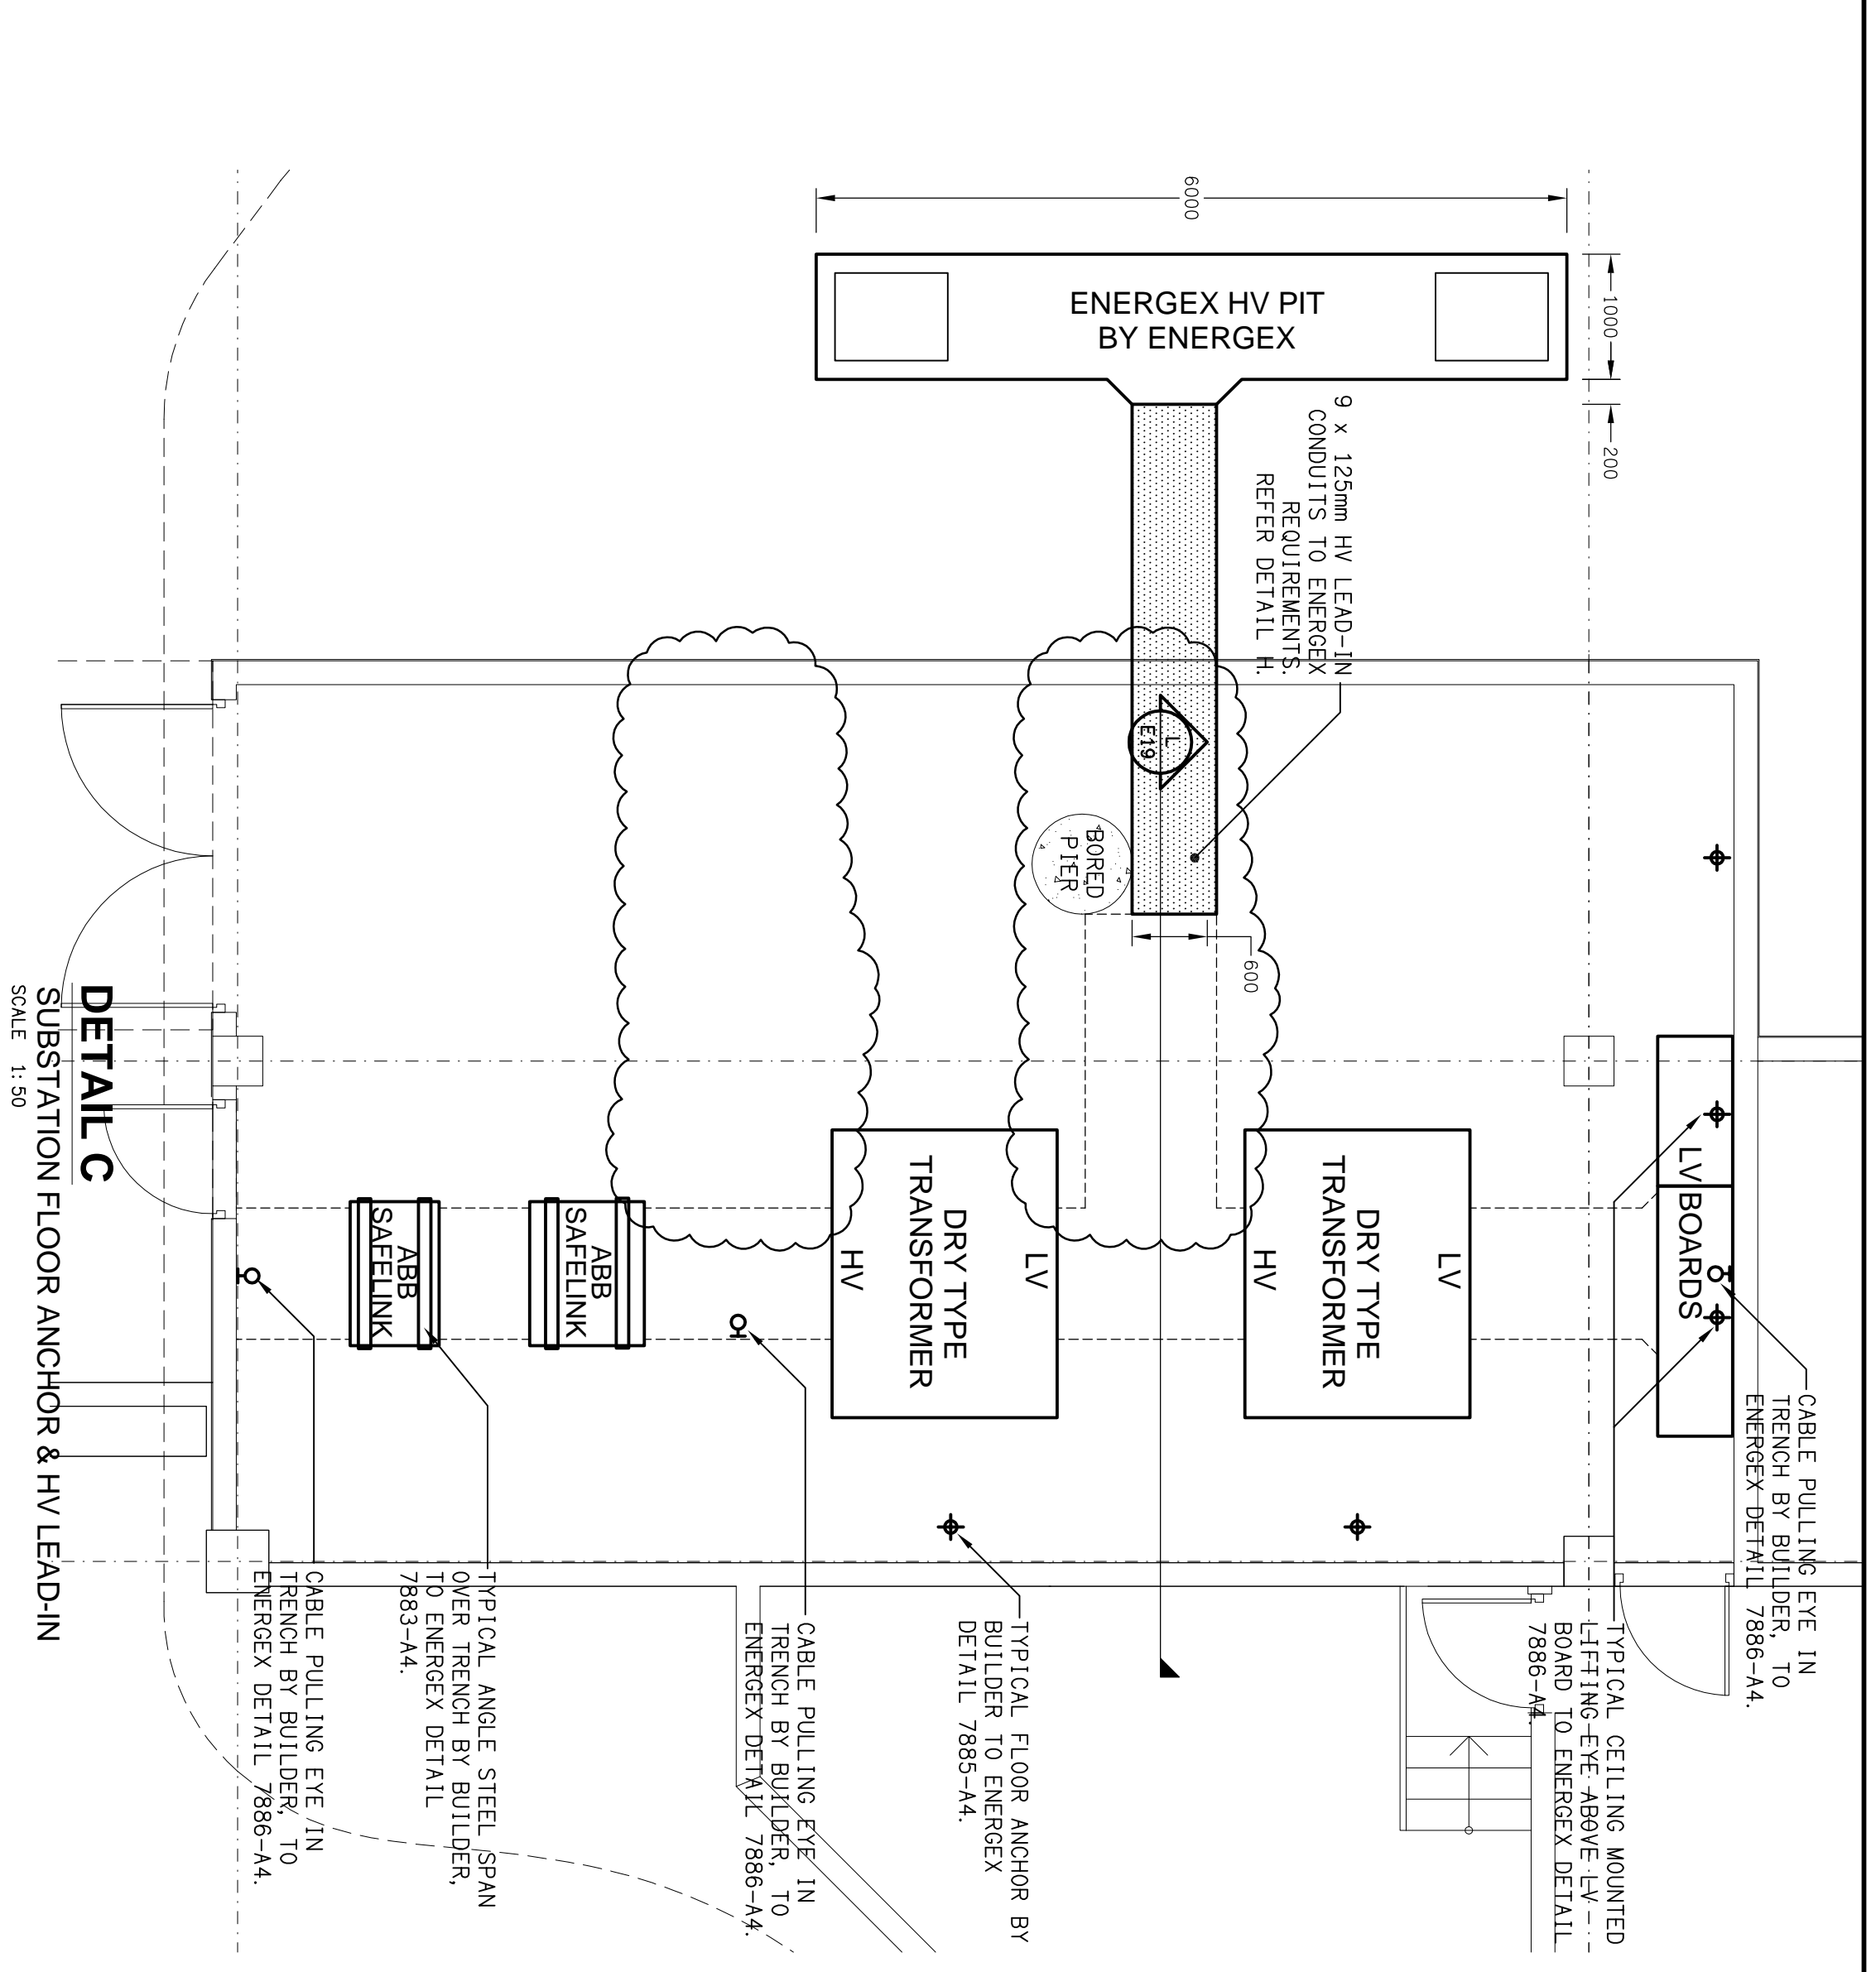 6000
1000
200
ENERGEX HV PIT
BY ENERGEX
9 x 125mm HV LEAD-IN
CONDUITS TO ENERGEX
REQUIREMENTS.
REFER DETAIL H.
L
E19
BORED
PIER
600
LV BOARDS
DRY TYPE
TRANSFORMER
LV
HV
DRY TYPE
TRANSFORMER
LV
HV
ABB
SAFELINK
ABB
SAFELINK
CABLE PULLING EYE IN
TRENCH BY BUILDER, TO
ENERGEX DETAIL 7886-A4.
TYPICAL CEILING MOUNTED
LIFTING EYE ABOVE LV
BOARD TO ENERGEX DETAIL
7886-A4.
TYPICAL FLOOR ANCHOR BY
BUILDER TO ENERGEX
DETAIL 7885-A4.
CABLE PULLING EYE IN
TRENCH BY BUILDER, TO
ENERGEX DETAIL 7886-A4.
TYPICAL ANGLE STEEL SPAN
OVER TRENCH BY BUILDER,
TO ENERGEX DETAIL
7883-A4.
CABLE PULLING EYE IN
TRENCH BY BUILDER, TO
ENERGEX DETAIL 7886-A4.
DETAIL C
SUBSTATION FLOOR ANCHOR & HV LEAD-IN
SCALE 1:50